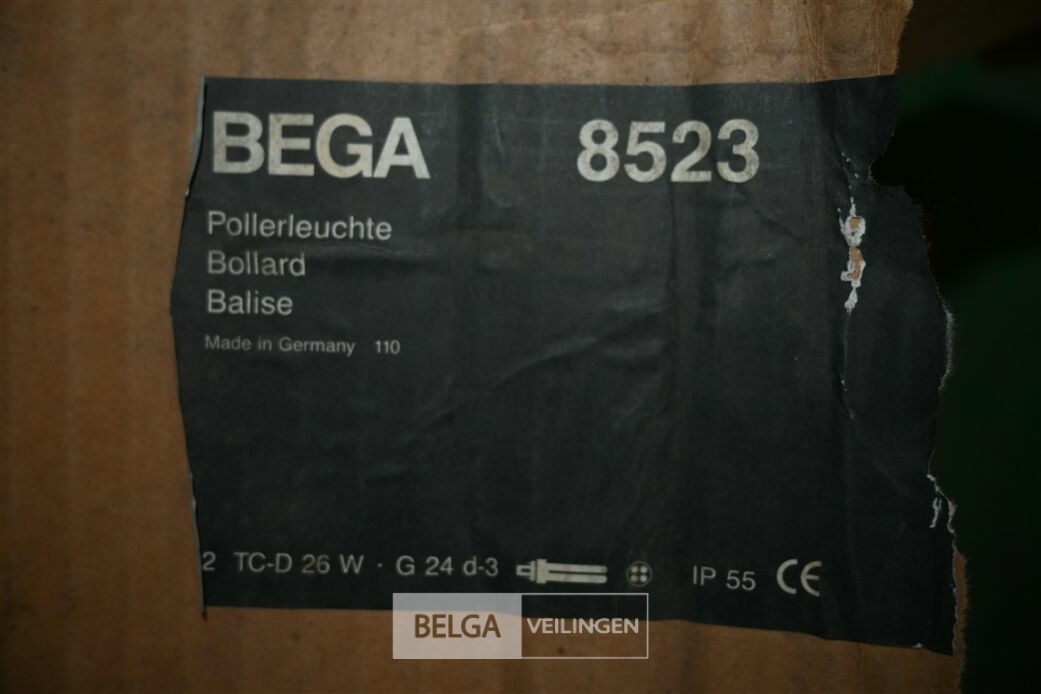 BEGA 8523
Pollerleuchte
Bollard
Balise
Made in Germany 110
2 TC-D 26 W · G 24 d-3 IP 55 CE
BELGA VEILINGEN